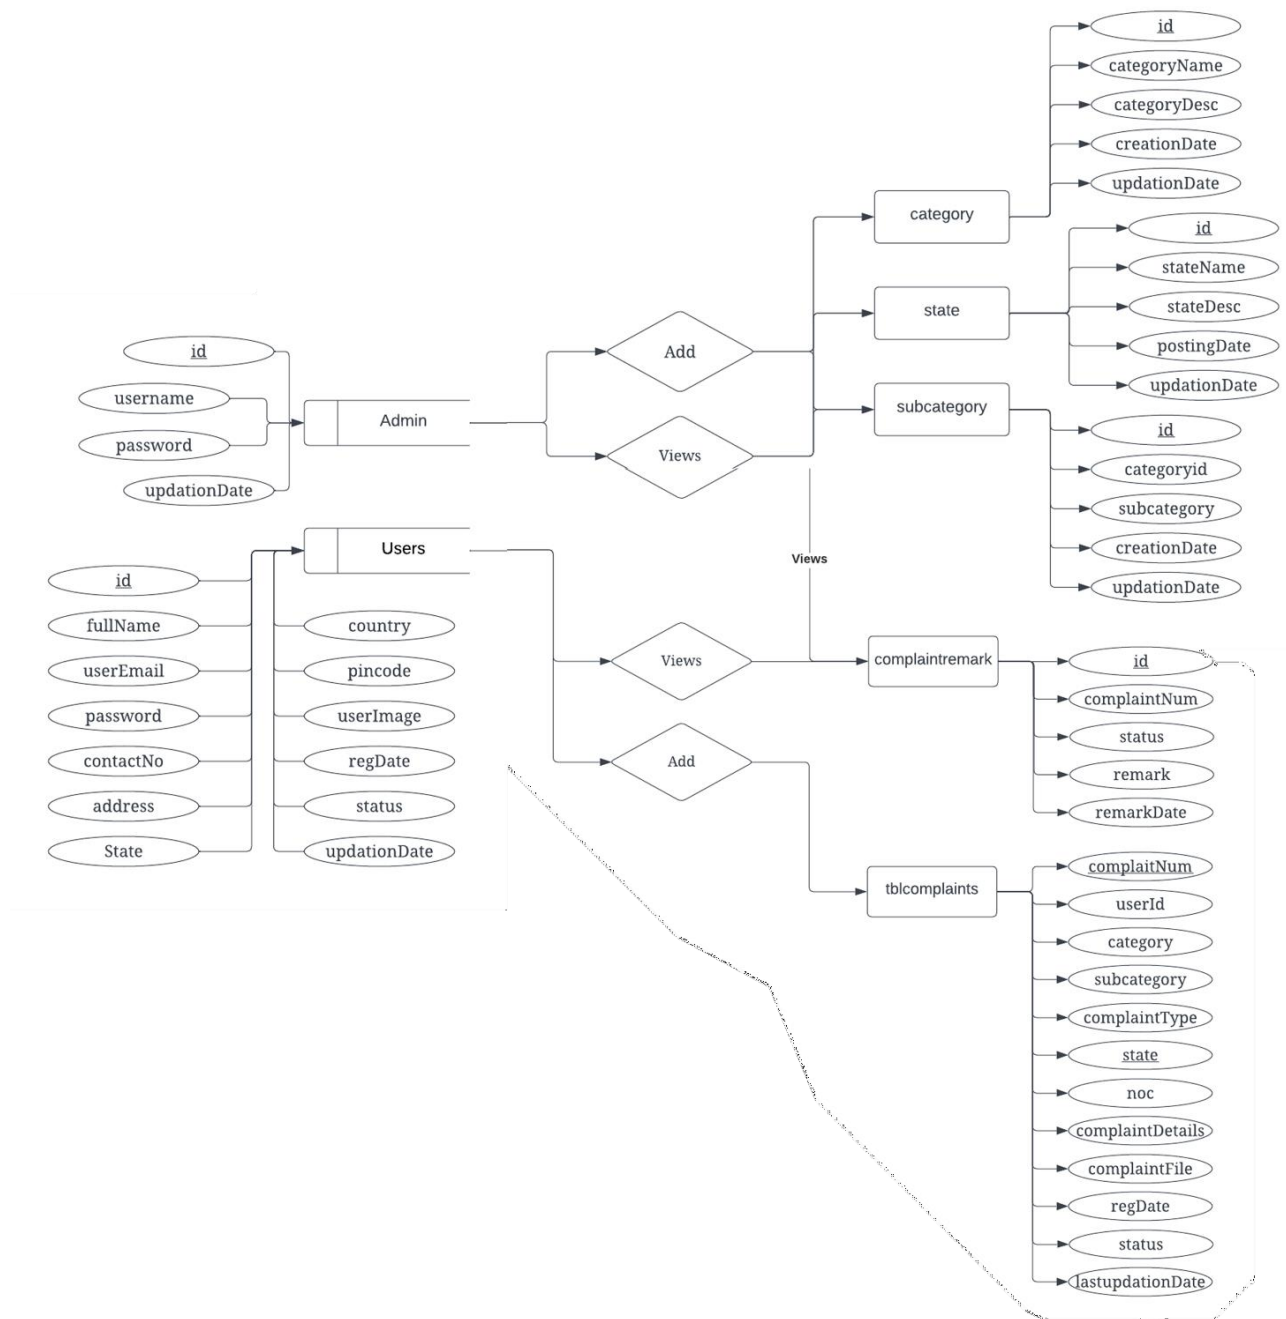 id
categoryName
categoryDesc
creationDate
updationDate
category
id
stateName
stateDesc
postingDate
updationDate
state
subcategory
id
categoryid
subcategory
creationDate
updationDate
id
username
password
updationDate
Admin
Add
Views
Views
Users
id
fullName
userEmail
password
contactNo
address
State
country
pincode
userImage
regDate
status
updationDate
Views
Add
complaintremark
id
complaintNum
status
remark
remarkDate
tblcomplaints
complaitNum
userId
category
subcategory
complaintType
state
noc
complaintDetails
complaintFile
regDate
status
lastupdationDate